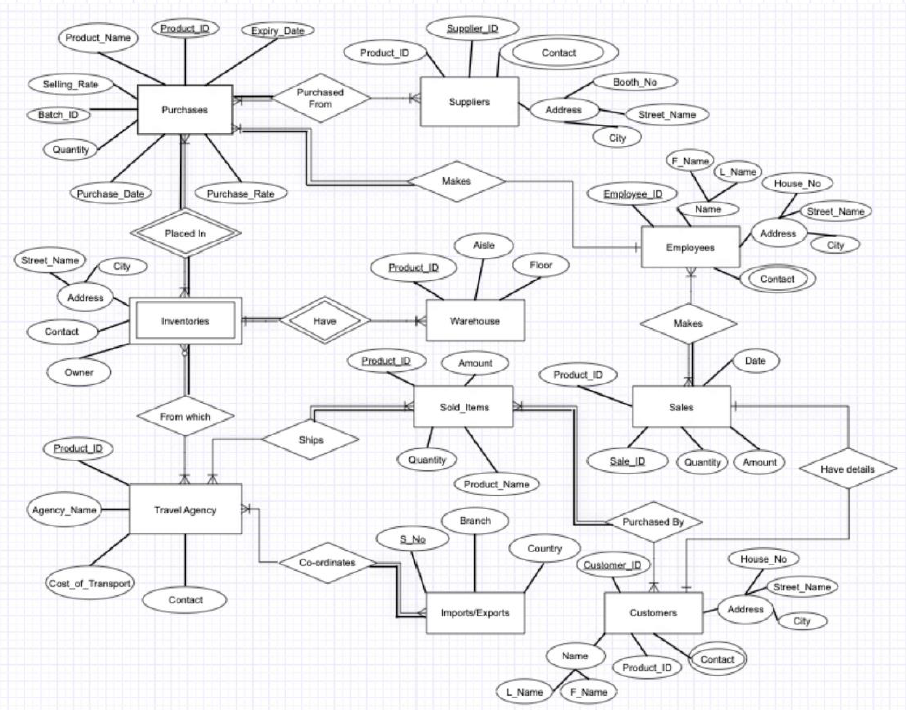 Product_Name
Product_ID
Expiry_Date
Selling_Rate
Batch_ID
Quantity
Purchase_Date
Purchase_Rate
Purchases
Purchased
From
Product_ID
Supplier_ID
Contact
Suppliers
Booth_No
Address
Street_Name
City
Makes
Placed In
Employee_ID
F_Name
L_Name
Name
House_No
Street_Name
Address
City
Employees
Contact
Street_Name
City
Address
Contact
Owner
Inventories
Have
Product_ID
Aisle
Floor
Warehouse
Makes
From which
Product_ID
Amount
Sold_Items
Quantity
Product_Name
Ships
Product_ID
Date
Sales
Sale_ID
Quantity
Amount
Have details
Product_ID
Agency_Name
Travel Agency
Cost_of_Transport
Contact
Co-ordinates
S_No
Branch
Country
Imports/Exports
Purchased By
Customer_ID
Customers
House_No
Street_Name
Address
City
Name
L_Name
F_Name
Product_ID
Contact